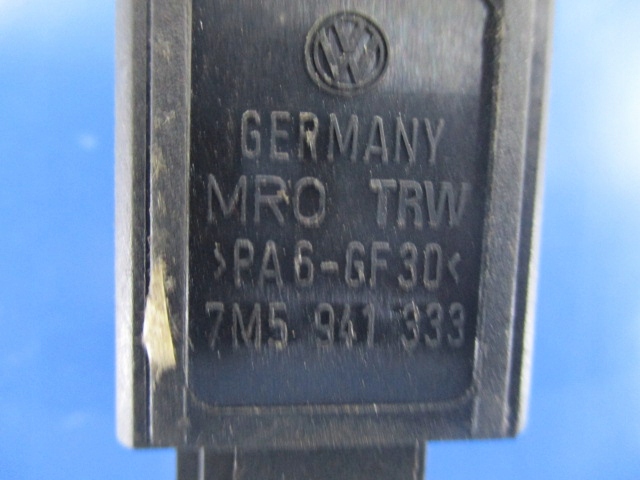 GERMANY
MRO TRW
>PA6-GF30<
7M5 941 333